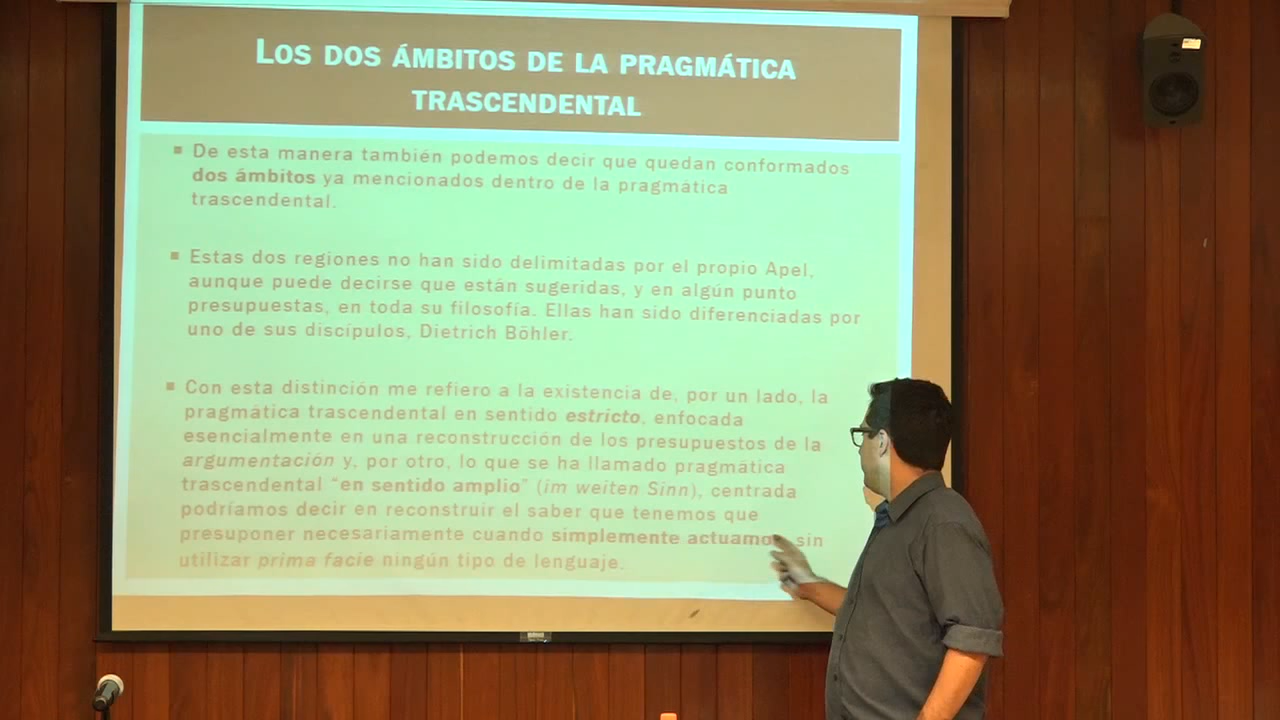 LOS DOS ÁMBITOS DE LA PRAGMÁTICA
TRASCENDENTAL
▪ De esta manera también podemos decir que quedan conformados
dos ámbitos ya mencionados dentro de la pragmática
trascendental.
▪ Estas dos regiones no han sido delimitadas por el propio Apel,
aunque puede decirse que están sugeridas, y en algún punto
presupuestas, en toda su filosofía. Ellas han sido diferenciadas por
uno de sus discípulos, Dietrich Böhler.
▪ Con esta distinción me refiero a la existencia de, por un lado, la
pragmática trascendental en sentido estricto, enfocada
esencialmente en una reconstrucción de los presupuestos de la
argumentación y, por otro, lo que se ha llamado pragmática
trascendental “en sentido amplio” (im weiten Sinn), centrada
podríamos decir en reconstruir el saber que tenemos que
presuponer necesariamente cuando simplemente actuamos sin
utilizar prima facie ningún tipo de lenguaje.